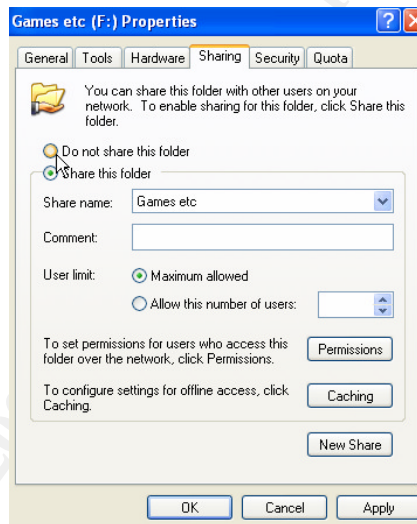 Games etc (F:) Properties
General Tools Hardware Sharing Security Quota
You can share this folder with other users on your
network. To enable sharing for this folder, click Share this
folder.
Do not share this folder
Share this folder
Share name: Games etc
Comment:
User limit: Maximum allowed
Allow this number of users:
To set permissions for users who access this
folder over the network, click Permissions.
Permissions
To configure settings for offline access, click
Caching.
Caching
New Share
OK Cancel Apply